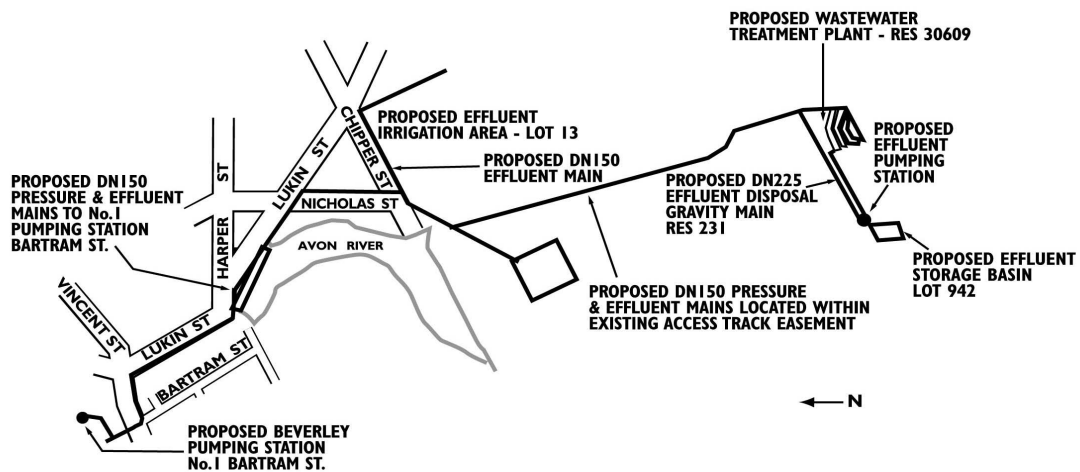 PROPOSED WASTEWATER
TREATMENT PLANT - RES 30609
PROPOSED EFFLUENT
IRRIGATION AREA - LOT 13
PROPOSED DN150
EFFLUENT MAIN
PROPOSED
EFFLUENT
PUMPING
STATION
PROPOSED DN150
PRESSURE & EFFLUENT
MAINS TO No.1
PUMPING STATION
BARTRAM ST.
PROPOSED DN225
EFFLUENT DISPOSAL
GRAVITY MAIN
RES 231
CHIPPER ST
LUKIN ST
NICHOLAS ST
HARPER ST
AVON RIVER
PROPOSED EFFLUENT
STORAGE BASIN
LOT 942
PROPOSED DN150 PRESSURE
& EFFLUENT MAINS LOCATED WITHIN
EXISTING ACCESS TRACK EASEMENT
VINCENT ST
LUKIN ST
BARTRAM ST
N
PROPOSED BEVERLEY
PUMPING STATION
No.1 BARTRAM ST.